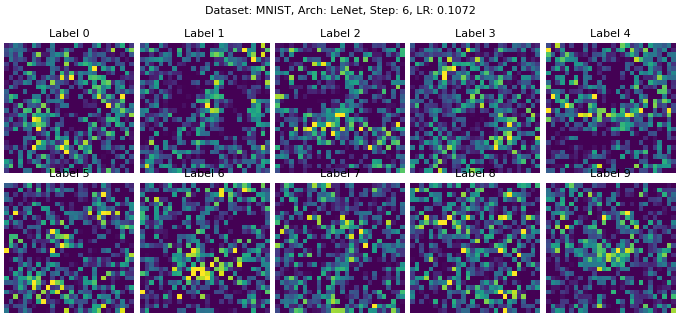 Dataset: MNIST, Arch: LeNet, Step: 6, LR: 0.1072
Label 0
Label 1
Label 2
Label 3
Label 4
Label 5
Label 6
Label 7
Label 8
Label 9